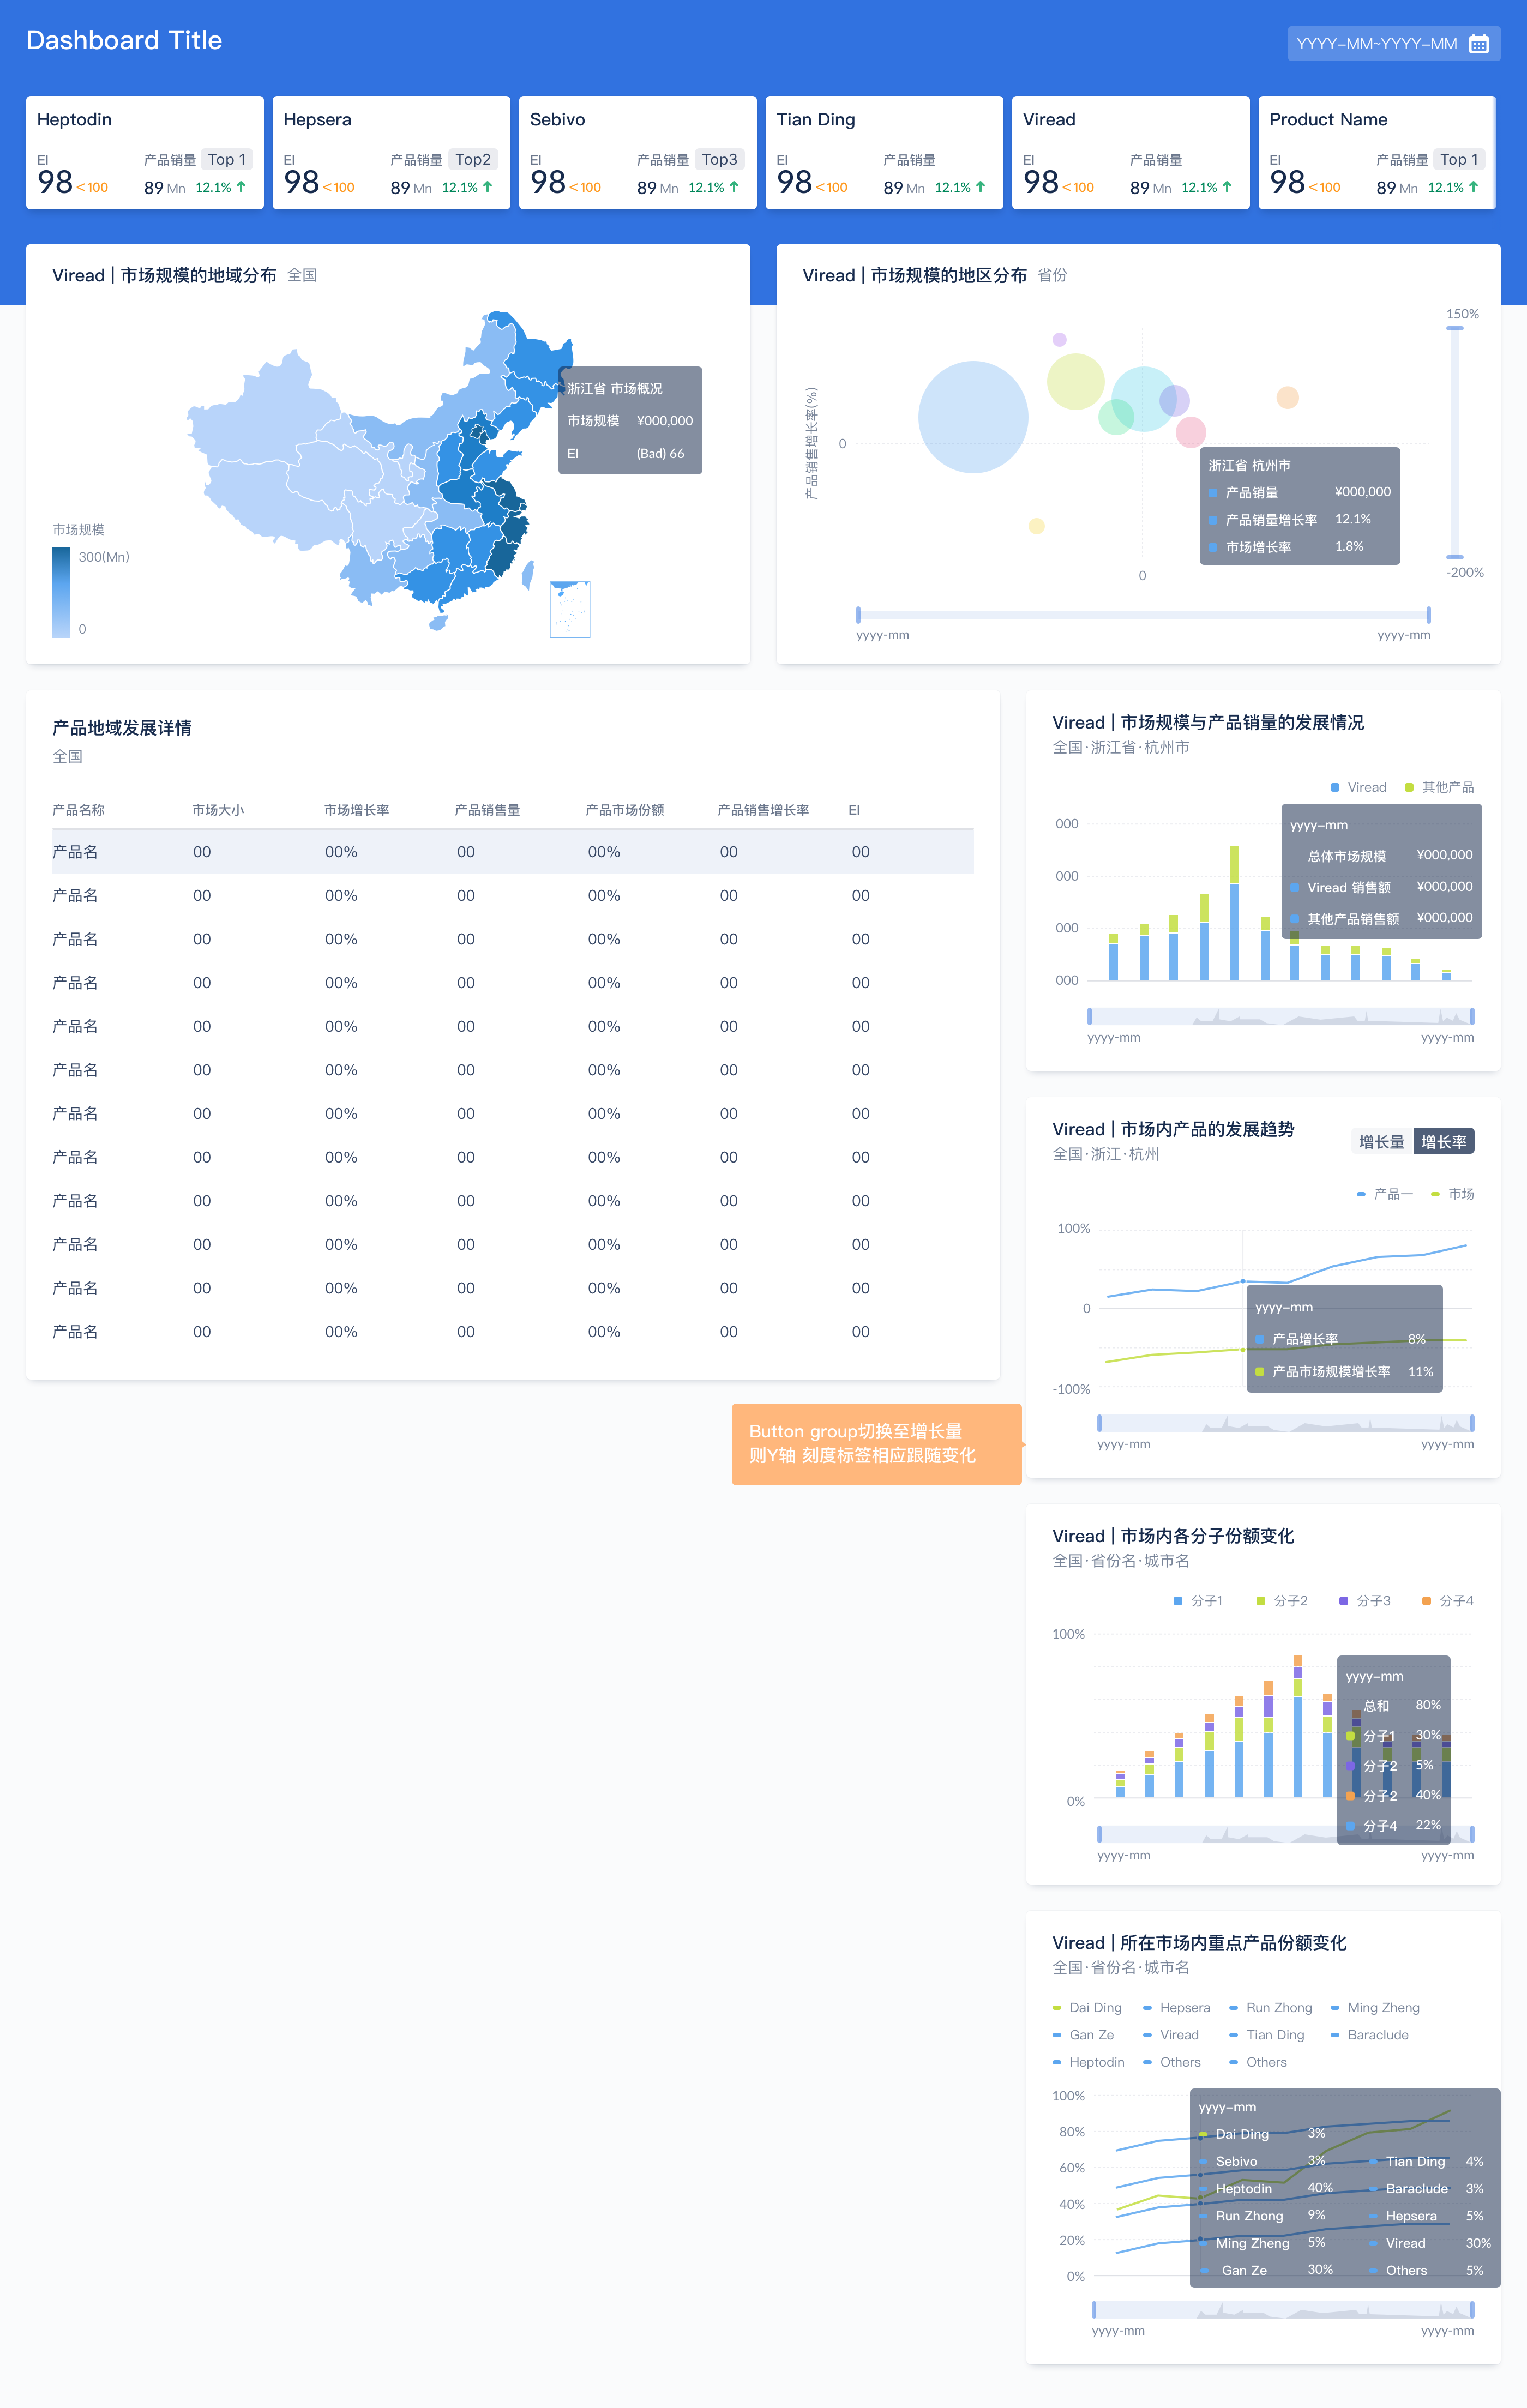 Dashboard Title
YYYY-MM~YYYY-MM
Heptodin
EI 产品销量 Top 1
98 <100 89 Mn 12.1%
Hepsera
EI 产品销量 Top2
98 <100 89 Mn 12.1%
Sebivo
EI 产品销量 Top3
98 <100 89 Mn 12.1%
Tian Ding
EI 产品销量
98 <100 89 Mn 12.1%
Viread
EI 产品销量
98 <100 89 Mn 12.1%
Product Name
EI 产品销量 Top 1
98 <100 89 Mn 12.1%
Viread | 市场规模的地域分布 全国
浙江省 市场概况
市场规模 ¥000,000
EI (Bad) 66
市场规模
300(Mn)
0
Viread | 市场规模的地区分布 省份
150%
产品销售增长率(%)
0
浙江省 杭州市
产品销量 ¥000,000
产品销量增长率 12.1%
市场增长率 1.8%
0
-200%
yyyy-mm yyyy-mm
产品地域发展详情
全国
产品名称 市场大小 市场增长率 产品销售量 产品市场份额 产品销售增长率 EI
产品名 00 00% 00 00% 00 00
产品名 00 00% 00 00% 00 00
产品名 00 00% 00 00% 00 00
产品名 00 00% 00 00% 00 00
产品名 00 00% 00 00% 00 00
产品名 00 00% 00 00% 00 00
产品名 00 00% 00 00% 00 00
产品名 00 00% 00 00% 00 00
产品名 00 00% 00 00% 00 00
产品名 00 00% 00 00% 00 00
产品名 00 00% 00 00% 00 00
产品名 00 00% 00 00% 00 00
Viread | 市场规模与产品销量的发展情况
全国·浙江省·杭州市
Viread 其他产品
000
000
000
000
yyyy-mm
总体市场规模 ¥000,000
Viread 销售额 ¥000,000
其他产品销售额 ¥000,000
yyyy-mm yyyy-mm
Viread | 市场内产品的发展趋势
全国·浙江·杭州
增长量 增长率
产品一 市场
100%
0
-100%
yyyy-mm
产品增长率 8%
产品市场规模增长率 11%
yyyy-mm yyyy-mm
Button group切换至增长量
则Y轴 刻度标签相应跟随变化
Viread | 市场内各分子份额变化
全国·省份名·城市名
分子1 分子2 分子3 分子4
100%
0%
yyyy-mm
总和 80%
分子1 30%
分子2 5%
分子2 40%
分子4 22%
yyyy-mm yyyy-mm
Viread | 所在市场内重点产品份额变化
全国·省份名·城市名
Dai Ding Hepsera Run Zhong Ming Zheng
Gan Ze Viread Tian Ding Baraclude
Heptodin Others Others
100%
80%
60%
40%
20%
0%
yyyy-mm
Dai Ding 3%
Sebivo 3% Tian Ding 4%
Heptodin 40% Baraclude 3%
Run Zhong 9% Hepsera 5%
Ming Zheng 5% Viread 30%
Gan Ze 30% Others 5%
yyyy-mm yyyy-mm